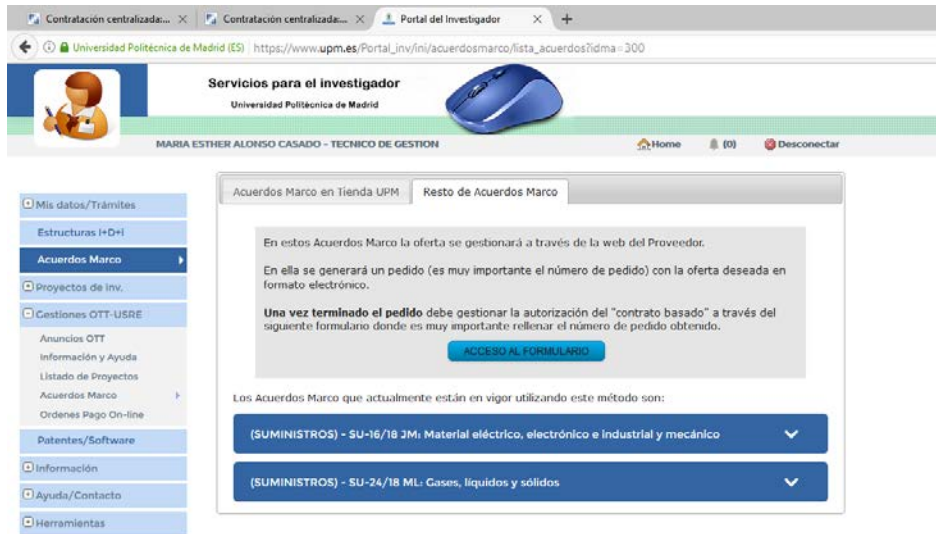 Contratación centralizada:...
Contratación centralizada:...
Portal del Investigador
Universidad Politécnica de Madrid (ES)
https://www.upm.es/Portal_inv/ini/acuerdosmarco/lista_acuerdos?idma=300
Servicios para el investigador
Universidad Politécnica de Madrid
MARIA ESTHER ALONSO CASADO - TECNICO DE GESTION
Home
(0)
Desconectar
Mis datos/Trámites
Estructuras I+D+i
Acuerdos Marco
Proyectos de inv.
Gestiones OTT-USRE
Anuncios OTT
Información y Ayuda
Listado de Proyectos
Acuerdos Marco
Ordenes Pago On-line
Patentes/Software
Información
Ayuda/Contacto
Herramientas
Acuerdos Marco en Tienda UPM
Resto de Acuerdos Marco
En estos Acuerdos Marco la oferta se gestionará a través de la web del Proveedor.
En ella se generará un pedido (es muy importante el número de pedido) con la oferta deseada en
formato electrónico.
Una vez terminado el pedido debe gestionar la autorización del "contrato basado" a través del
siguiente formulario donde es muy importante rellenar el número de pedido obtenido.
ACCESO AL FORMULARIO
Los Acuerdos Marco que actualmente están en vigor utilizando este método son:
(SUMINISTROS) - SU-16/18 JM: Material eléctrico, electrónico e industrial y mecánico
(SUMINISTROS) - SU-24/18 ML: Gases, líquidos y sólidos